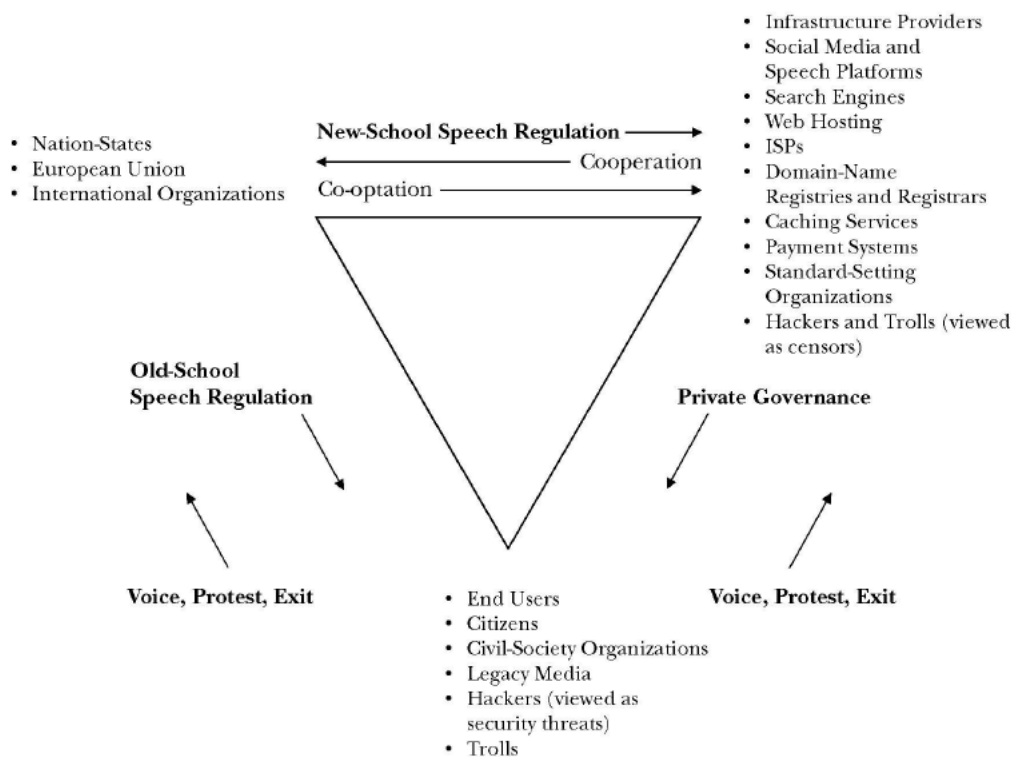 • Infrastructure Providers
• Social Media and
Speech Platforms
• Search Engines
• Web Hosting
• ISPs
• Domain-Name
Registries and Registrars
• Caching Services
• Payment Systems
• Standard-Setting
Organizations
• Hackers and Trolls (viewed
as censors)
New-School Speech Regulation
Cooperation
Co-optation
• Nation-States
• European Union
• International Organizations
Old-School
Speech Regulation
Private Governance
Voice, Protest, Exit
Voice, Protest, Exit
• End Users
• Citizens
• Civil-Society Organizations
• Legacy Media
• Hackers (viewed as
security threats)
• Trolls